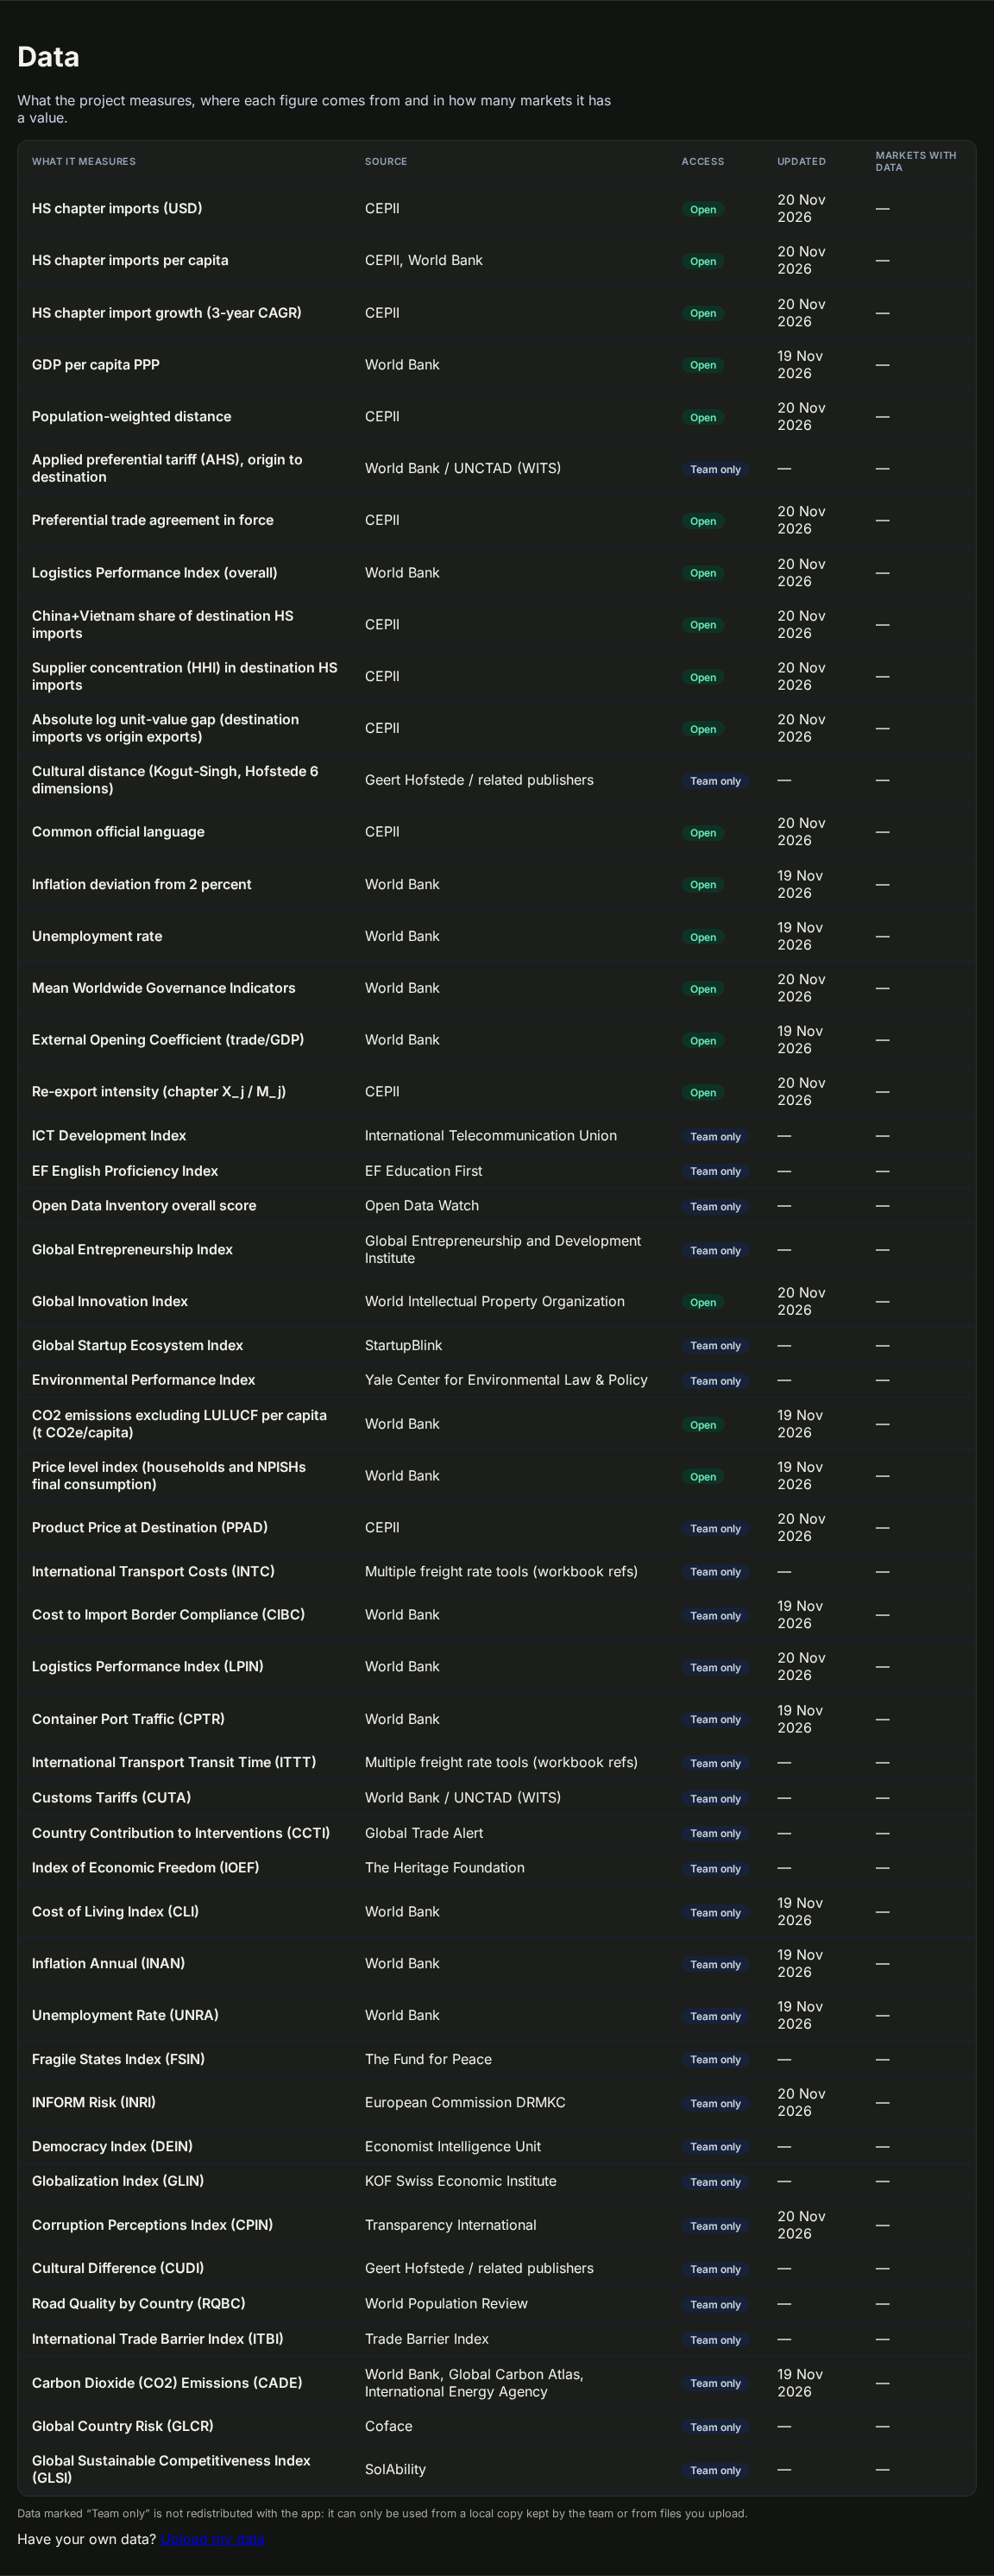 Data
What the project measures, where each figure comes from and in how many markets it has
a value.
WHAT IT MEASURES SOURCE ACCESS UPDATED MARKETS WITH DATA
HS chapter imports (USD) CEPII Open 20 Nov 2026 —
HS chapter imports per capita CEPII, World Bank Open 20 Nov 2026 —
HS chapter import growth (3-year CAGR) CEPII Open 20 Nov 2026 —
GDP per capita PPP World Bank Open 19 Nov 2026 —
Population-weighted distance CEPII Open 20 Nov 2026 —
Applied preferential tariff (AHS), origin to destination World Bank / UNCTAD (WITS) Team only — —
Preferential trade agreement in force CEPII Open 20 Nov 2026 —
Logistics Performance Index (overall) World Bank Open 20 Nov 2026 —
China+Vietnam share of destination HS imports CEPII Open 20 Nov 2026 —
Supplier concentration (HHI) in destination HS imports CEPII Open 20 Nov 2026 —
Absolute log unit-value gap (destination imports vs origin exports) CEPII Open 20 Nov 2026 —
Cultural distance (Kogut-Singh, Hofstede 6 dimensions) Geert Hofstede / related publishers Team only — —
Common official language CEPII Open 20 Nov 2026 —
Inflation deviation from 2 percent World Bank Open 19 Nov 2026 —
Unemployment rate World Bank Open 19 Nov 2026 —
Mean Worldwide Governance Indicators World Bank Open 20 Nov 2026 —
External Opening Coefficient (trade/GDP) World Bank Open 19 Nov 2026 —
Re-export intensity (chapter X_j / M_j) CEPII Open 20 Nov 2026 —
ICT Development Index International Telecommunication Union Team only — —
EF English Proficiency Index EF Education First Team only — —
Open Data Inventory overall score Open Data Watch Team only — —
Global Entrepreneurship Index Global Entrepreneurship and Development Institute Team only — —
Global Innovation Index World Intellectual Property Organization Open 20 Nov 2026 —
Global Startup Ecosystem Index StartupBlink Team only — —
Environmental Performance Index Yale Center for Environmental Law & Policy Team only — —
CO2 emissions excluding LULUCF per capita (t CO2e/capita) World Bank Open 19 Nov 2026 —
Price level index (households and NPISHs final consumption) World Bank Open 19 Nov 2026 —
Product Price at Destination (PPAD) CEPII Team only 20 Nov 2026 —
International Transport Costs (INTC) Multiple freight rate tools (workbook refs) Team only — —
Cost to Import Border Compliance (CIBC) World Bank Team only 19 Nov 2026 —
Logistics Performance Index (LPIN) World Bank Team only 20 Nov 2026 —
Container Port Traffic (CPTR) World Bank Team only 19 Nov 2026 —
International Transport Transit Time (ITTT) Multiple freight rate tools (workbook refs) Team only — —
Customs Tariffs (CUTA) World Bank / UNCTAD (WITS) Team only — —
Country Contribution to Interventions (CCTI) Global Trade Alert Team only — —
Index of Economic Freedom (IOEF) The Heritage Foundation Team only — —
Cost of Living Index (CLI) World Bank Team only 19 Nov 2026 —
Inflation Annual (INAN) World Bank Team only 19 Nov 2026 —
Unemployment Rate (UNRA) World Bank Team only 19 Nov 2026 —
Fragile States Index (FSIN) The Fund for Peace Team only — —
INFORM Risk (INRI) European Commission DRMKC Team only 20 Nov 2026 —
Democracy Index (DEIN) Economist Intelligence Unit Team only — —
Globalization Index (GLIN) KOF Swiss Economic Institute Team only — —
Corruption Perceptions Index (CPIN) Transparency International Team only 20 Nov 2026 —
Cultural Difference (CUDI) Geert Hofstede / related publishers Team only — —
Road Quality by Country (RQBC) World Population Review Team only — —
International Trade Barrier Index (ITBI) Trade Barrier Index Team only — —
Carbon Dioxide (CO2) Emissions (CADE) World Bank, Global Carbon Atlas, International Energy Agency Team only 19 Nov 2026 —
Global Country Risk (GLCR) Coface Team only — —
Global Sustainable Competitiveness Index (GLSI) SolAbility Team only — —
Data marked “Team only” is not redistributed with the app: it can only be used from a local copy kept by the team or from files you upload.
Have your own data? Upload my data